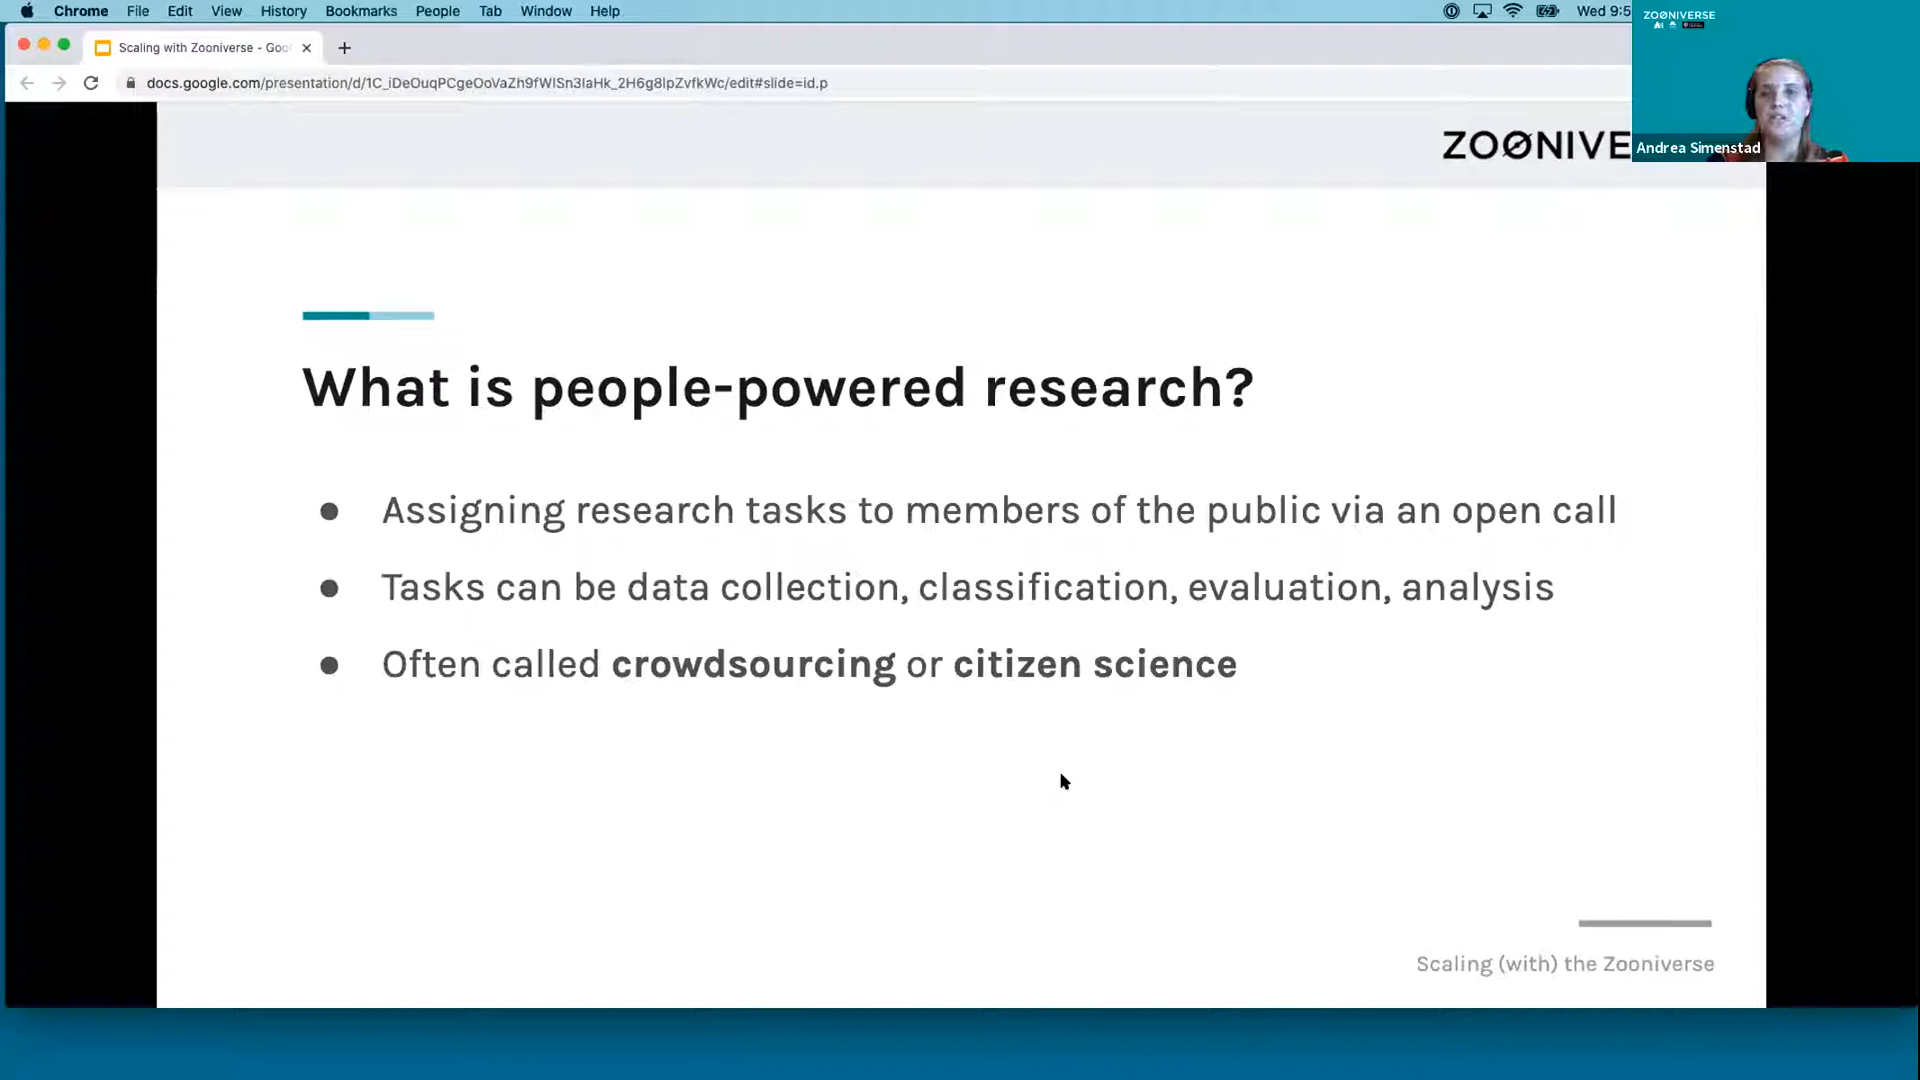 Chrome File Edit View History Bookmarks People Tab Window Help Wed 9:5
ZOØNIVERSE
Scaling with Zooniverse - Goo
docs.google.com/presentation/d/1C_iDeOuqPCgeOoVaZh9fWISn3IaHk_2H6g8IpZvfkWc/edit#slide=id.p
ZOØNIVE
Andrea Simenstad
What is people-powered research?
● Assigning research tasks to members of the public via an open call
● Tasks can be data collection, classification, evaluation, analysis
● Often called crowdsourcing or citizen science
Scaling (with) the Zooniverse